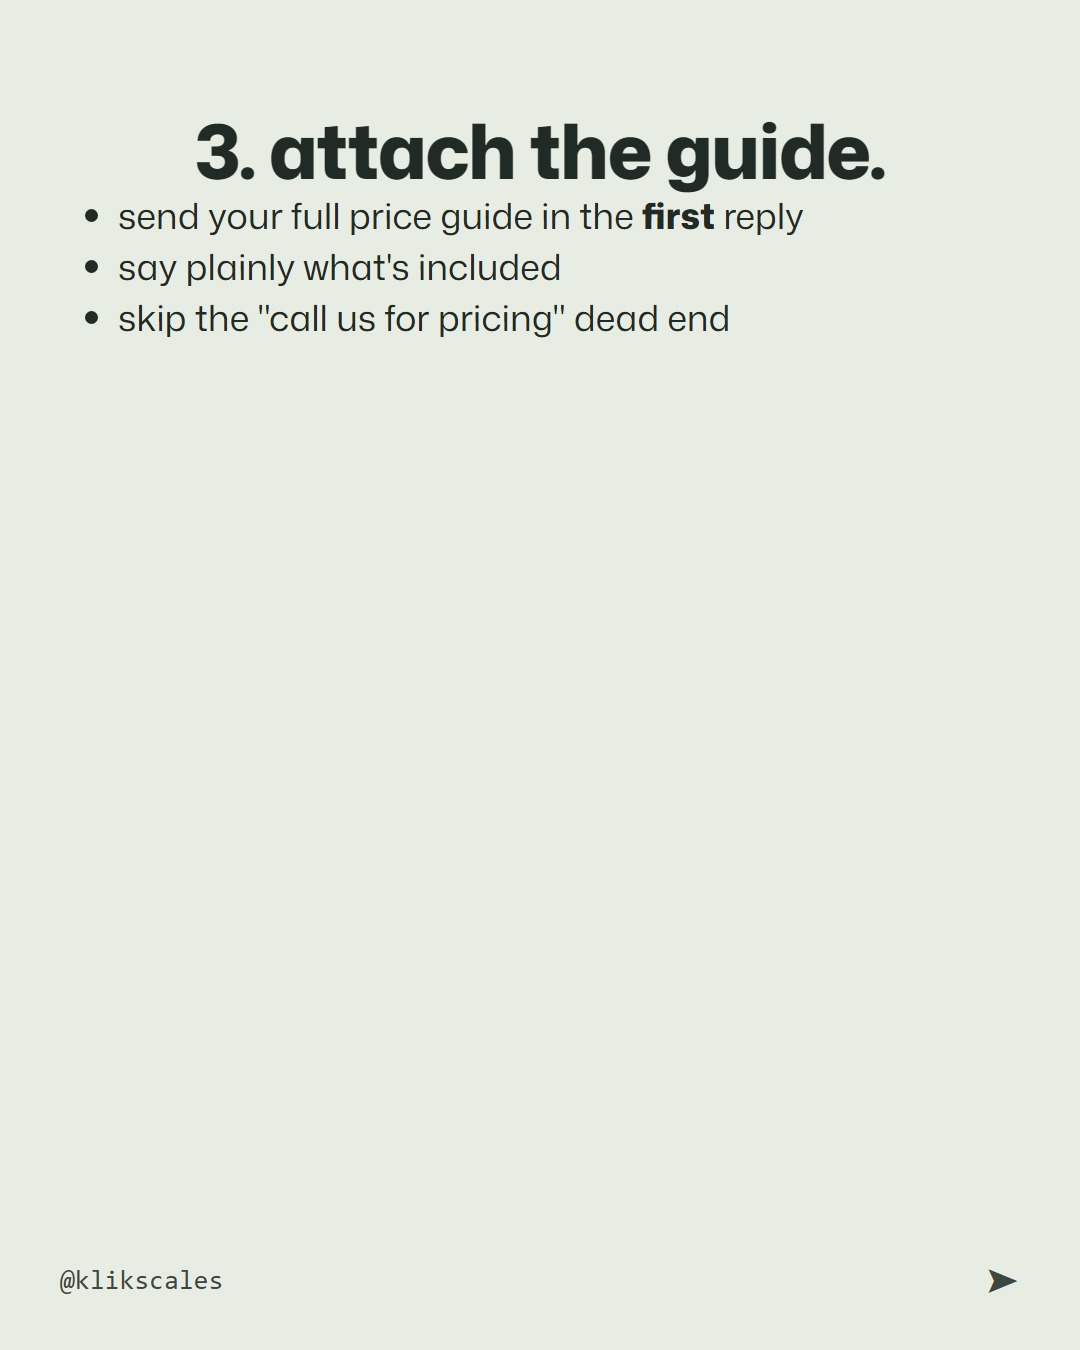 3. attach the guide.
send your full price guide in the first reply
say plainly what's included
skip the "call us for pricing" dead end
@klikscales